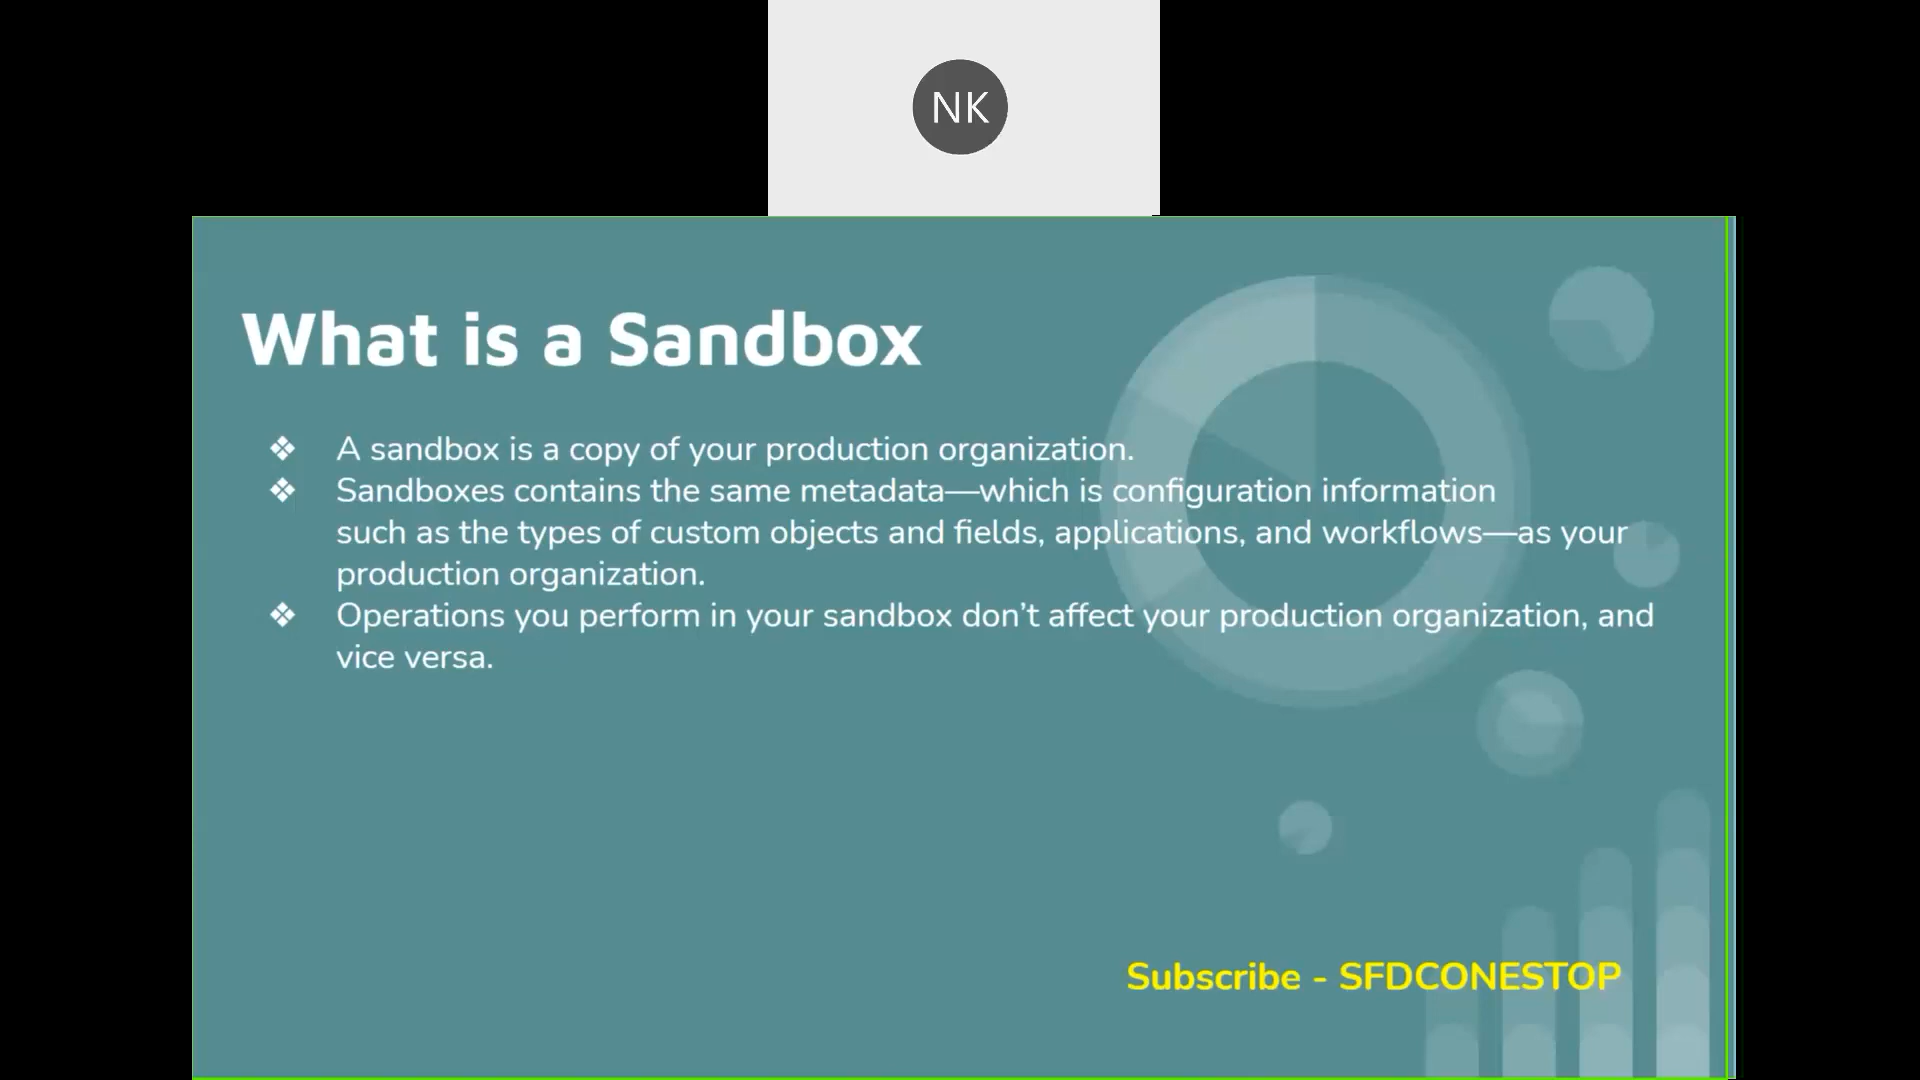 NK
What is a Sandbox
❖ A sandbox is a copy of your production organization.
❖ Sandboxes contains the same metadata—which is configuration information
such as the types of custom objects and fields, applications, and workflows—as your
production organization.
❖ Operations you perform in your sandbox don’t affect your production organization, and
vice versa.
Subscribe - SFDCONESTOP